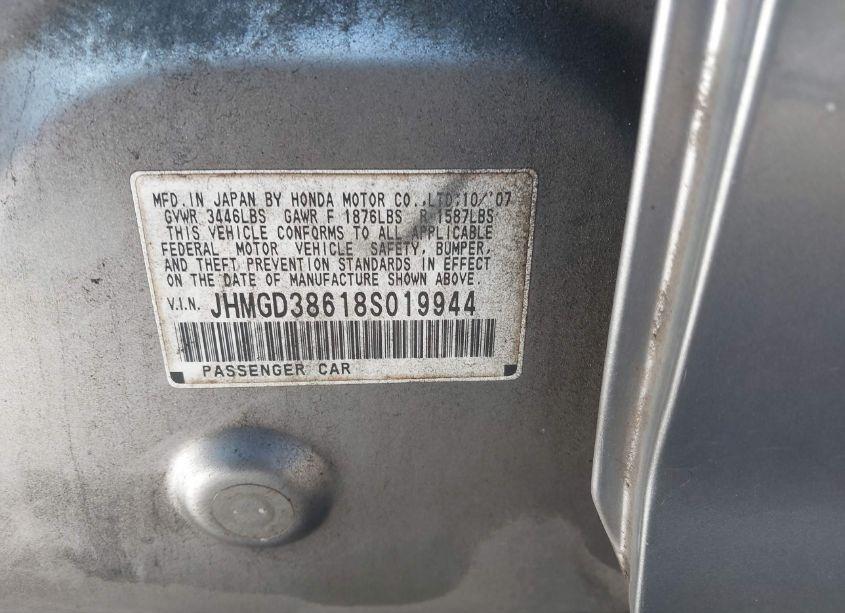 MFD. IN JAPAN BY HONDA MOTOR CO.,LTD.;10/'07
GVWR 3446LBS GAWR F 1876LBS R 1587LBS
THIS VEHICLE CONFORMS TO ALL APPLICABLE
FEDERAL MOTOR VEHICLE SAFETY, BUMPER,
AND THEFT PREVENTION STANDARDS IN EFFECT
ON THE DATE OF MANUFACTURE SHOWN ABOVE.
V.I.N. JHMGD38618S019944
PASSENGER CAR